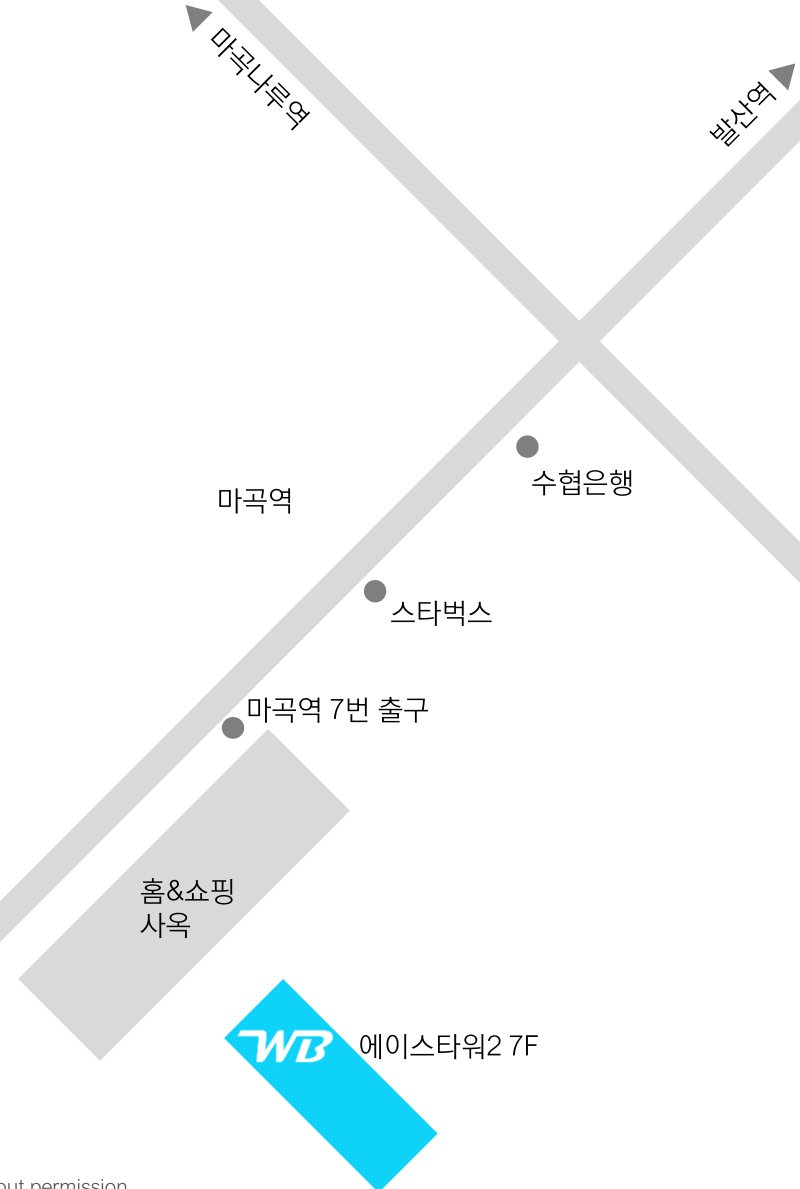 마곡나루역
발산역
수협은행
마곡역
스타벅스
마곡역 7번 출구
홈&쇼핑
사옥
WB
에이스타워2 7F
out permission